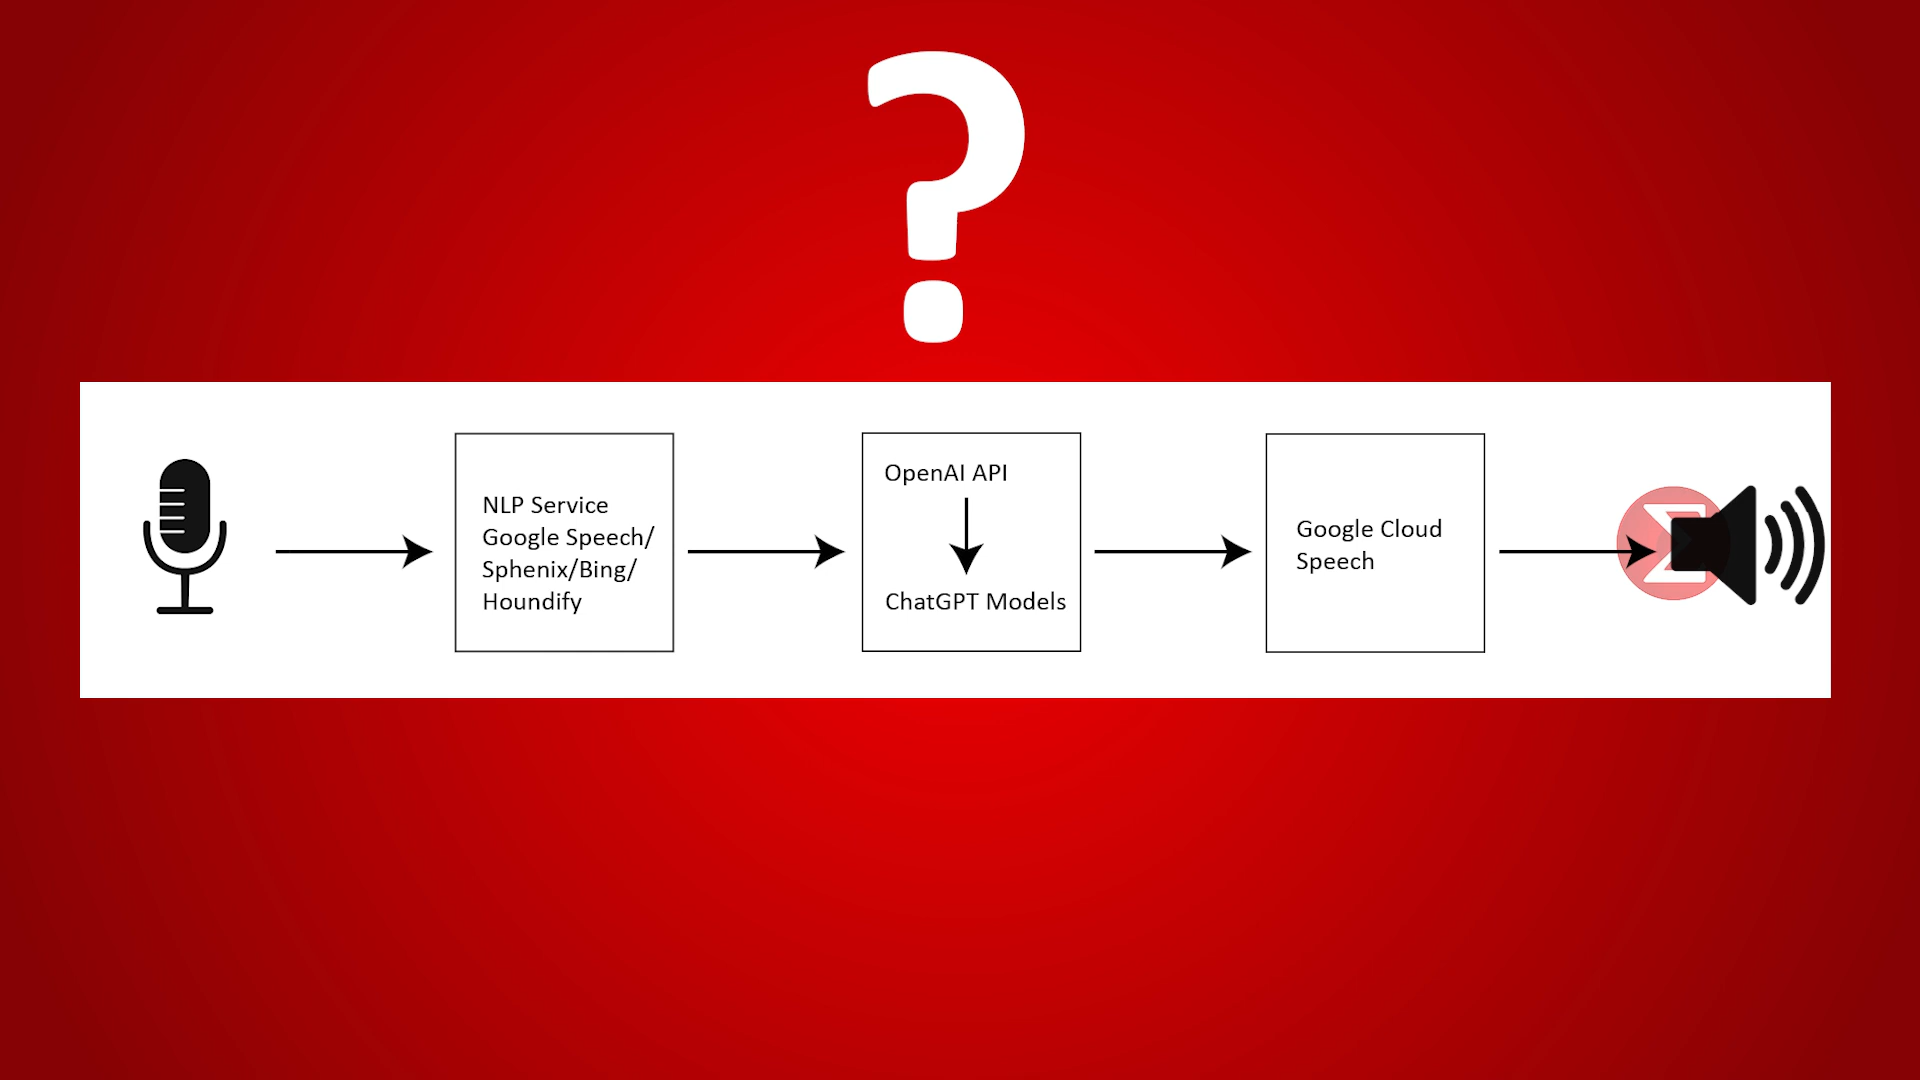 ?
NLP Service
Google Speech/
Sphenix/Bing/
Houndify
OpenAI API
ChatGPT Models
Google Cloud
Speech
Σ